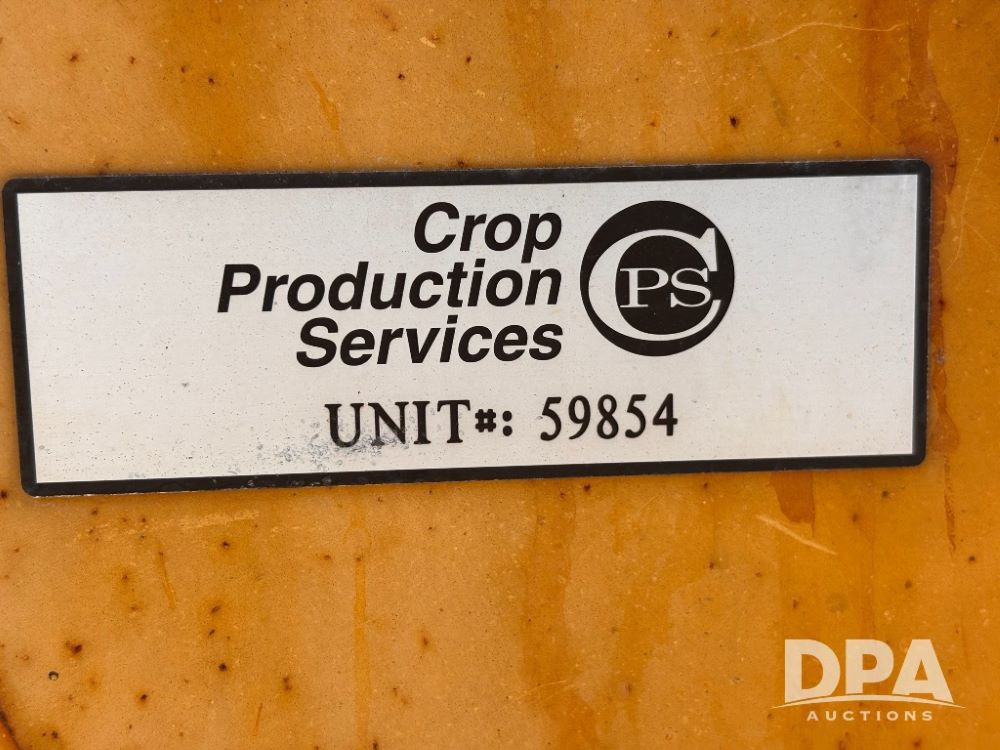 Crop
Production
Services
CPS
UNIT#: 59854
DPA
AUCTIONS